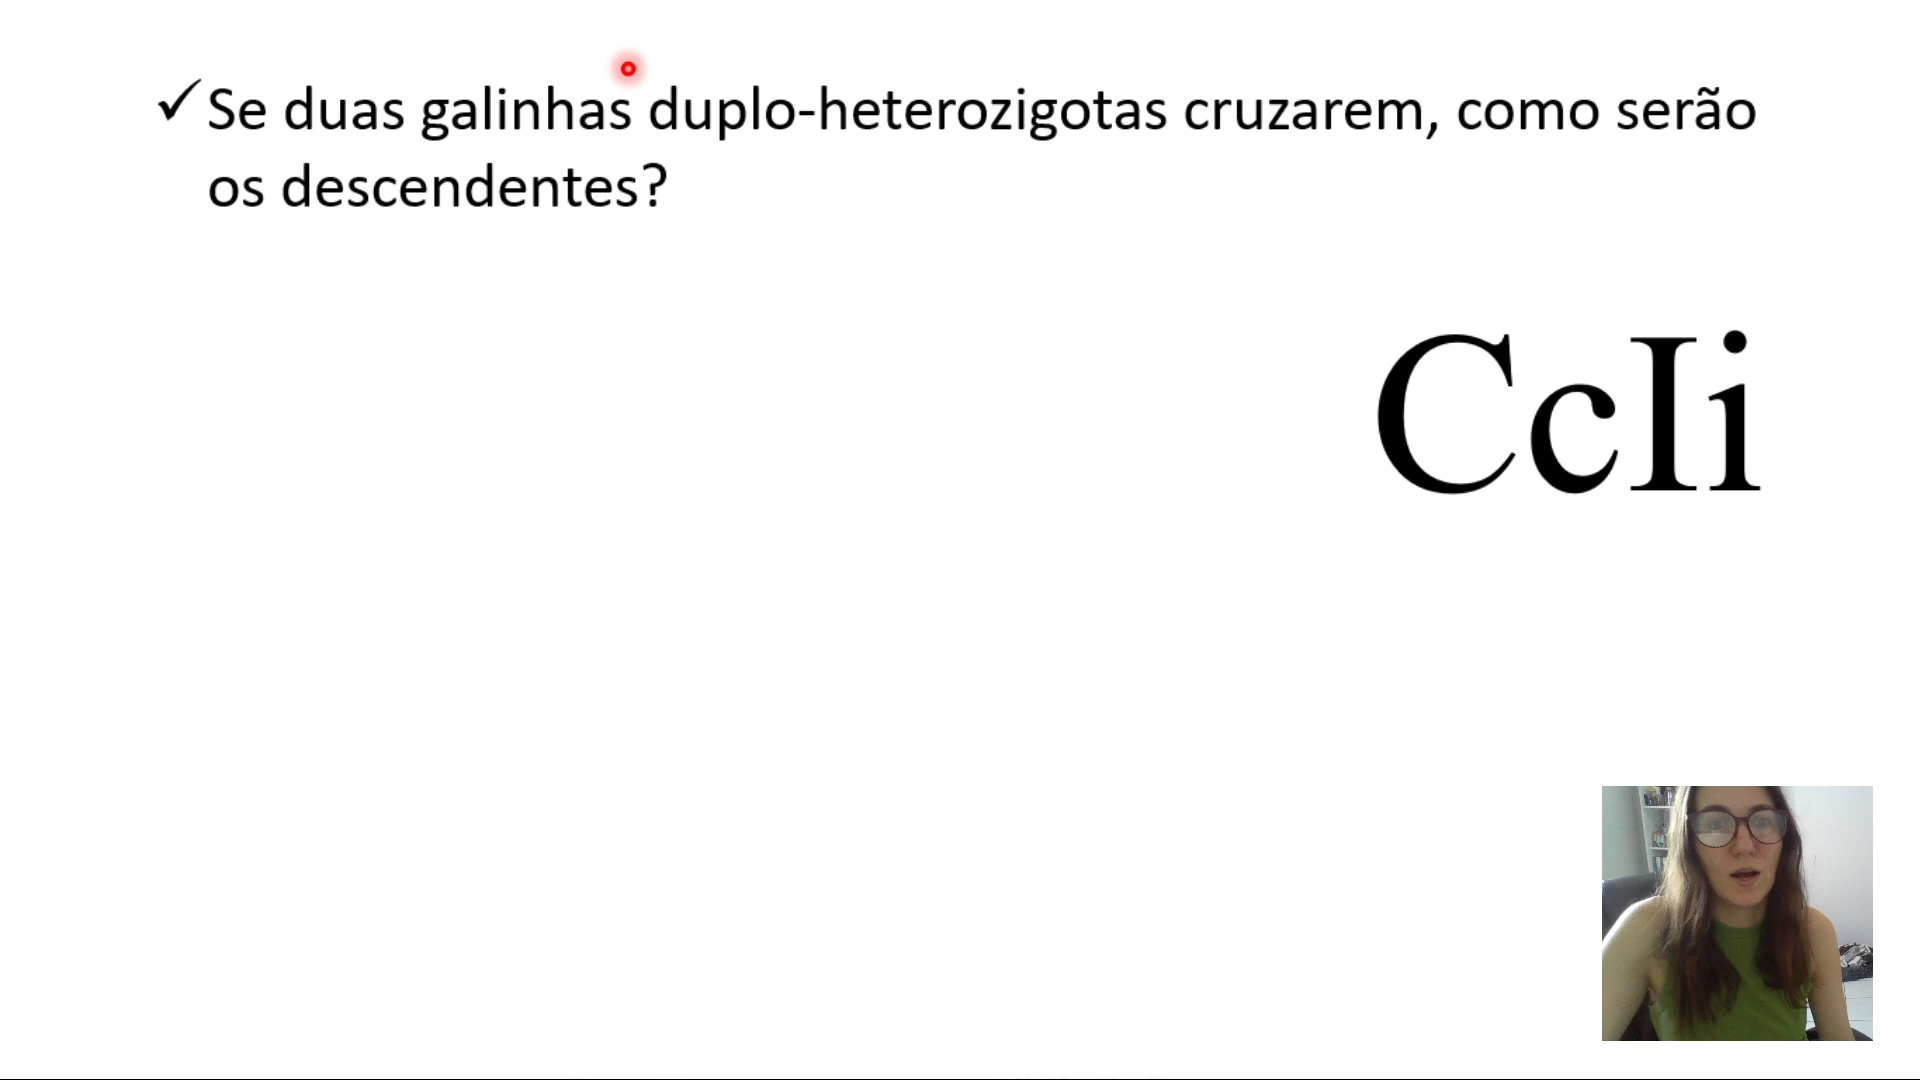 ✓ Se duas galinhas duplo-heterozigotas cruzarem, como serão
os descendentes?
CcIi